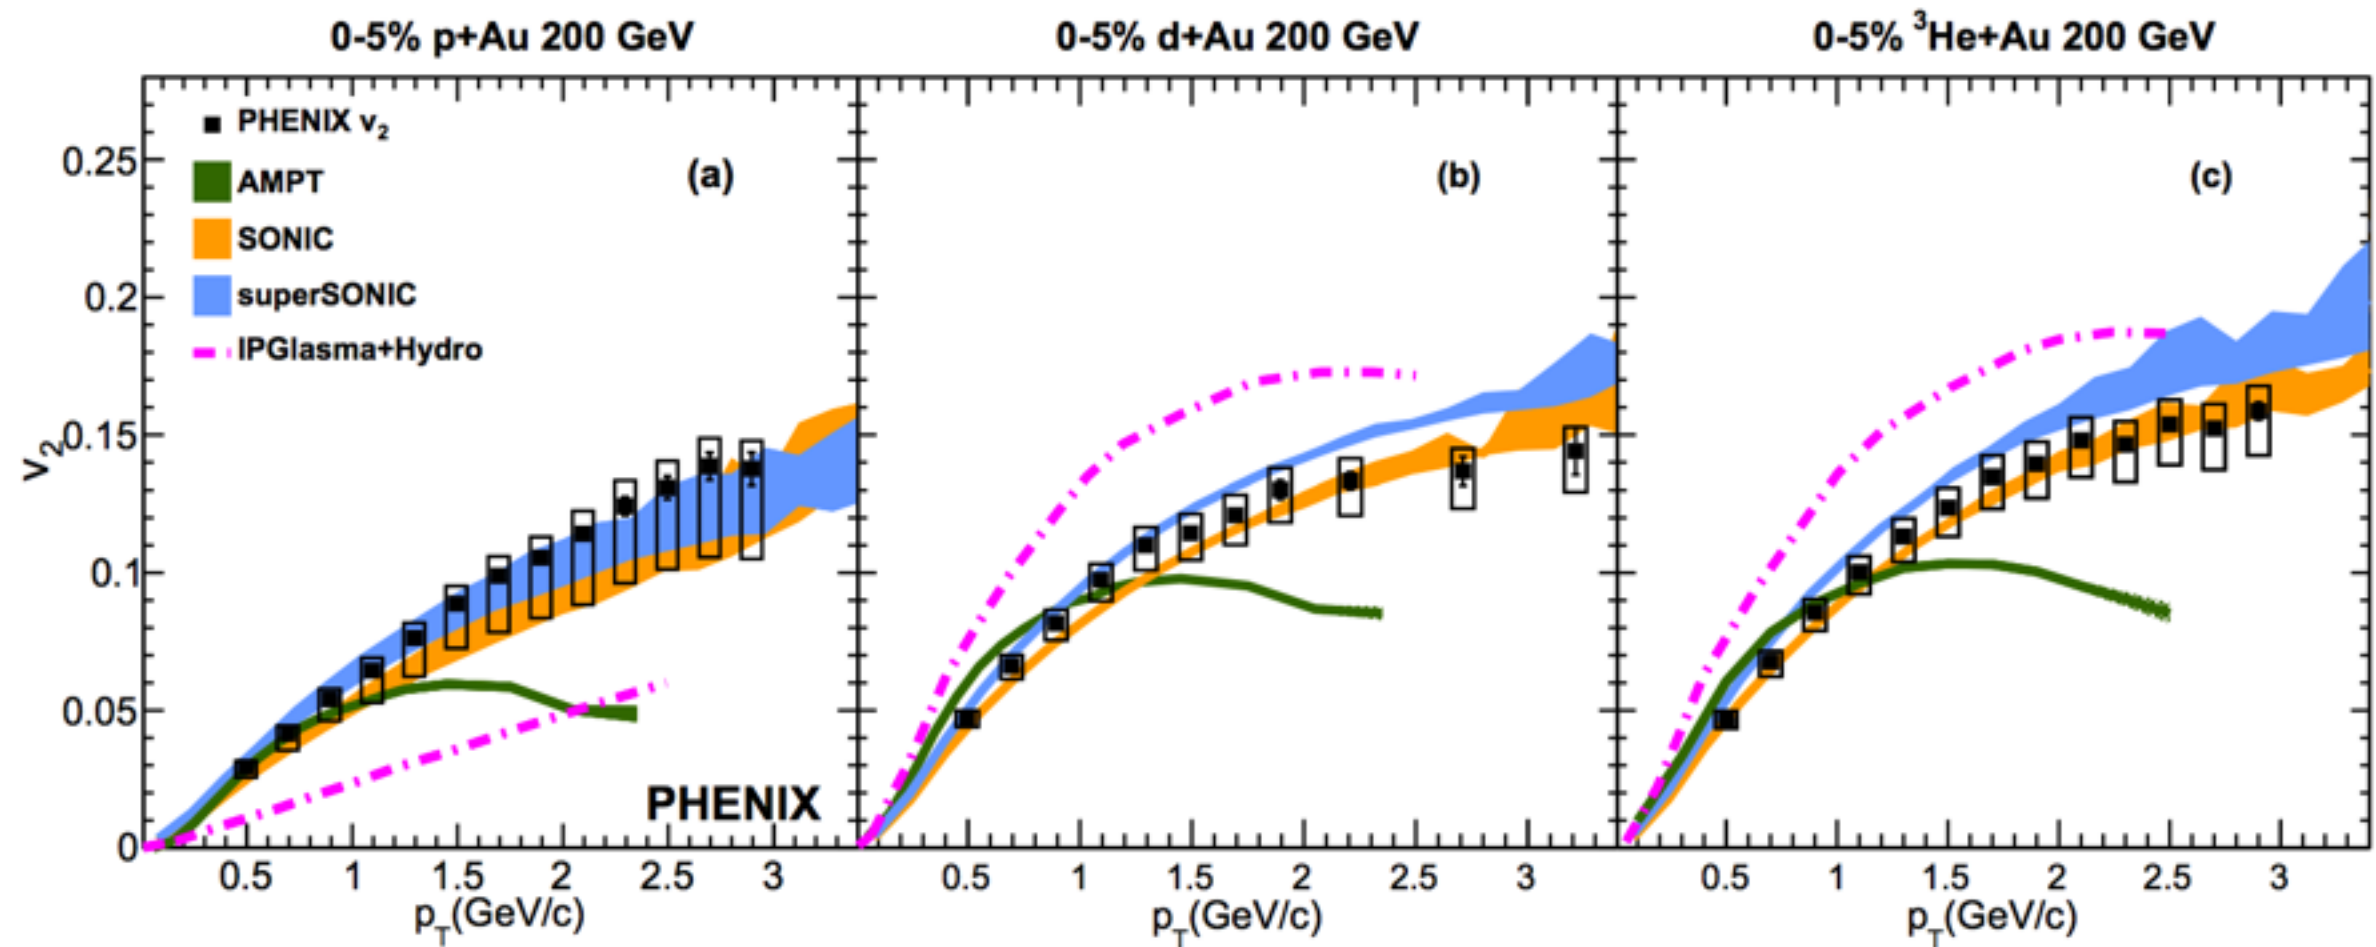 0-5% p+Au 200 GeV
0-5% d+Au 200 GeV
0-5% ³He+Au 200 GeV
PHENIX v₂
AMPT
SONIC
superSONIC
IPGlasma+Hydro
(a)
(b)
(c)
v₂
0.25
0.2
0.15
0.1
0.05
0
PHENIX
0.5 1 1.5 2 2.5 3
0.5 1 1.5 2 2.5 3
0.5 1 1.5 2 2.5 3
p_T(GeV/c)
p_T(GeV/c)
p_T(GeV/c)